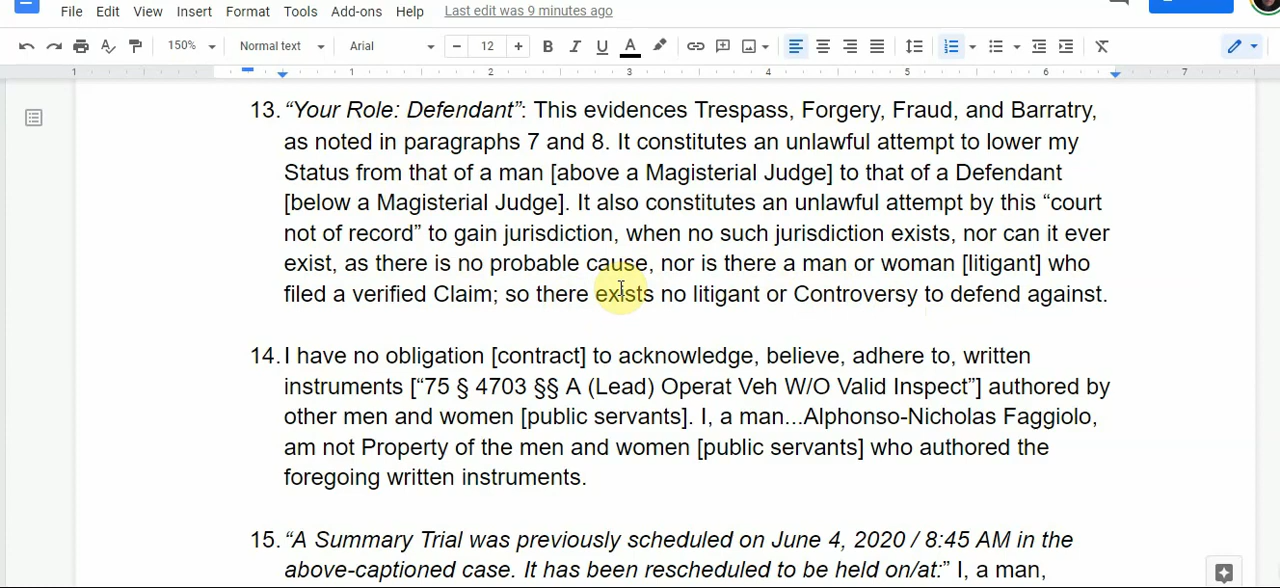 File Edit View Insert Format Tools Add-ons Help Last edit was 9 minutes ago
150% Normal text Arial 12 B I U A
1 1 2 3 4 5 6 7
13. “Your Role: Defendant”: This evidences Trespass, Forgery, Fraud, and Barratry,
as noted in paragraphs 7 and 8. It constitutes an unlawful attempt to lower my
Status from that of a man [above a Magisterial Judge] to that of a Defendant
[below a Magisterial Judge]. It also constitutes an unlawful attempt by this “court
not of record” to gain jurisdiction, when no such jurisdiction exists, nor can it ever
exist, as there is no probable cause, nor is there a man or woman [litigant] who
filed a verified Claim; so there exists no litigant or Controversy to defend against.
14. I have no obligation [contract] to acknowledge, believe, adhere to, written
instruments [“75 § 4703 §§ A (Lead) Operat Veh W/O Valid Inspect”] authored by
other men and women [public servants]. I, a man...Alphonso-Nicholas Faggiolo,
am not Property of the men and women [public servants] who authored the
foregoing written instruments.
15. “A Summary Trial was previously scheduled on June 4, 2020 / 8:45 AM in the
above-captioned case. It has been rescheduled to be held on/at:” I, a man,